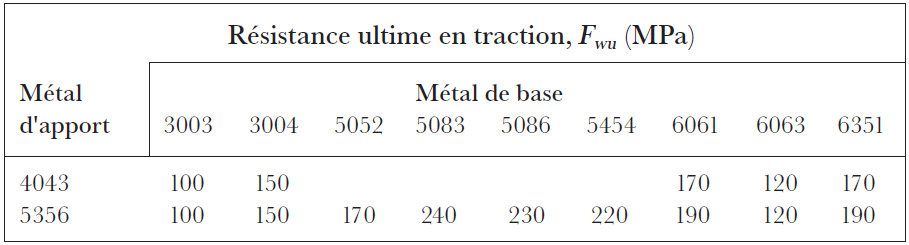 Résistance ultime en traction, Fwu (MPa)
Métal Métal de base
d'apport 3003 3004 5052 5083 5086 5454 6061 6063 6351
4043 100 150 170 120 170
5356 100 150 170 240 230 220 190 120 190